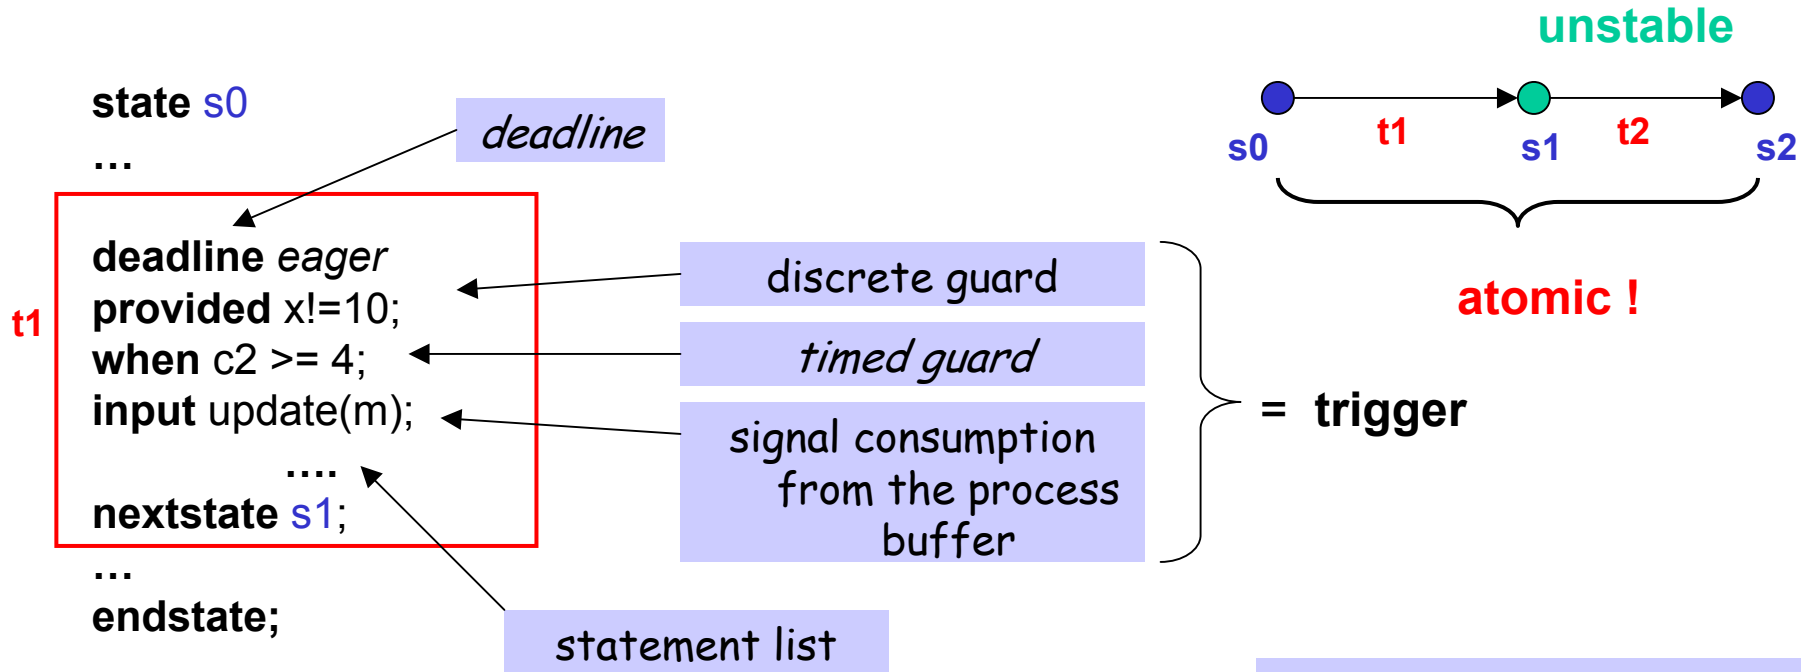 unstable
state s0
…
deadline
s0
t1
s1
t2
s2
t1
deadline eager
provided x!=10;
when c2 >= 4;
input update(m);
….
nextstate s1;
…
endstate;
discrete guard
timed guard
signal consumption
from the process
buffer
= trigger
atomic !
statement list